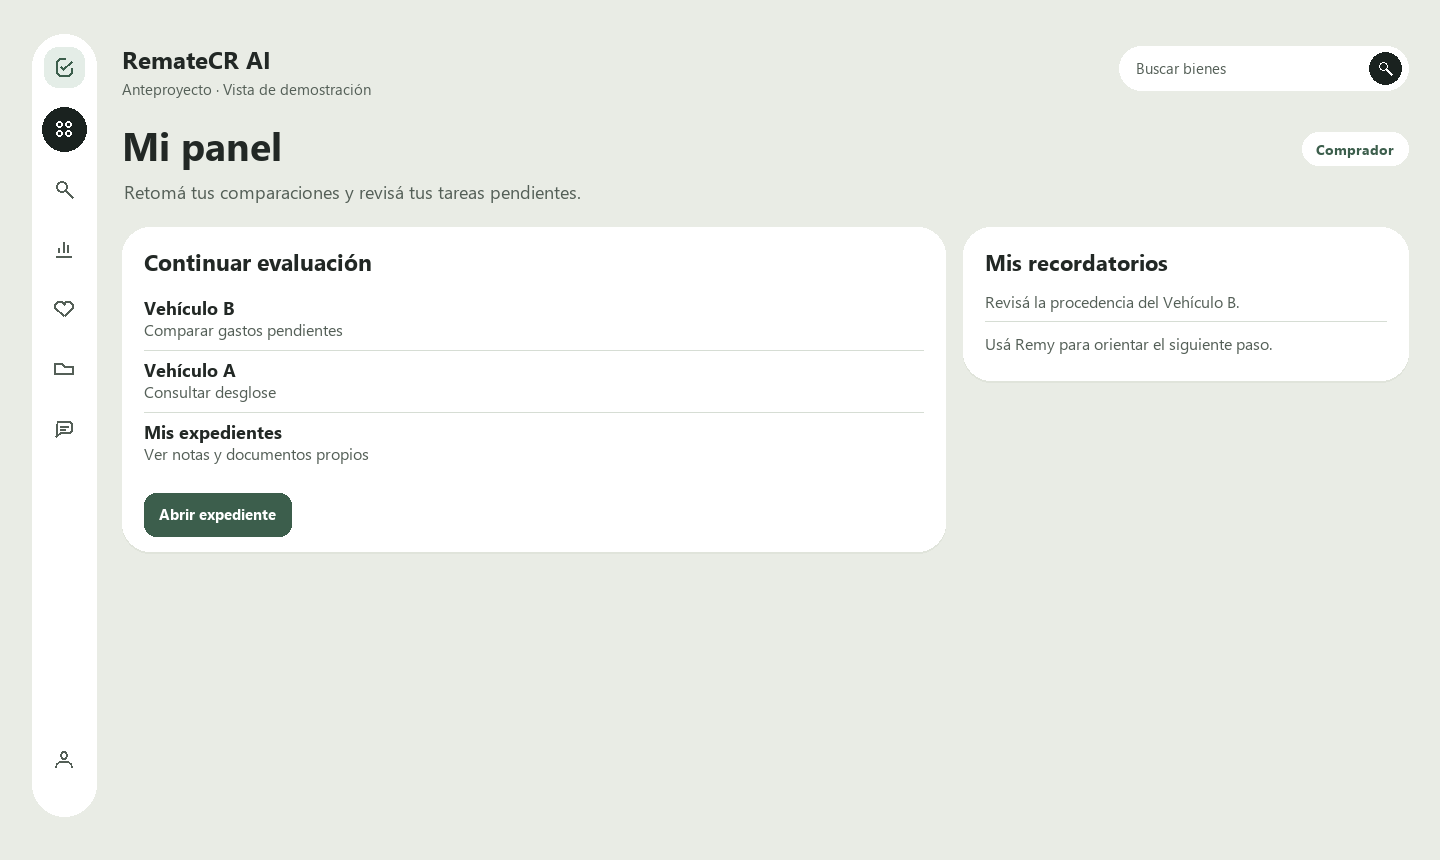 RemateCR AI
Anteproyecto · Vista de demostración
Buscar bienes
Mi panel
Comprador
Retomá tus comparaciones y revisá tus tareas pendientes.
Continuar evaluación
Vehículo B
Comparar gastos pendientes
Vehículo A
Consultar desglose
Mis expedientes
Ver notas y documentos propios
Abrir expediente
Mis recordatorios
Revisá la procedencia del Vehículo B.
Usá Remy para orientar el siguiente paso.